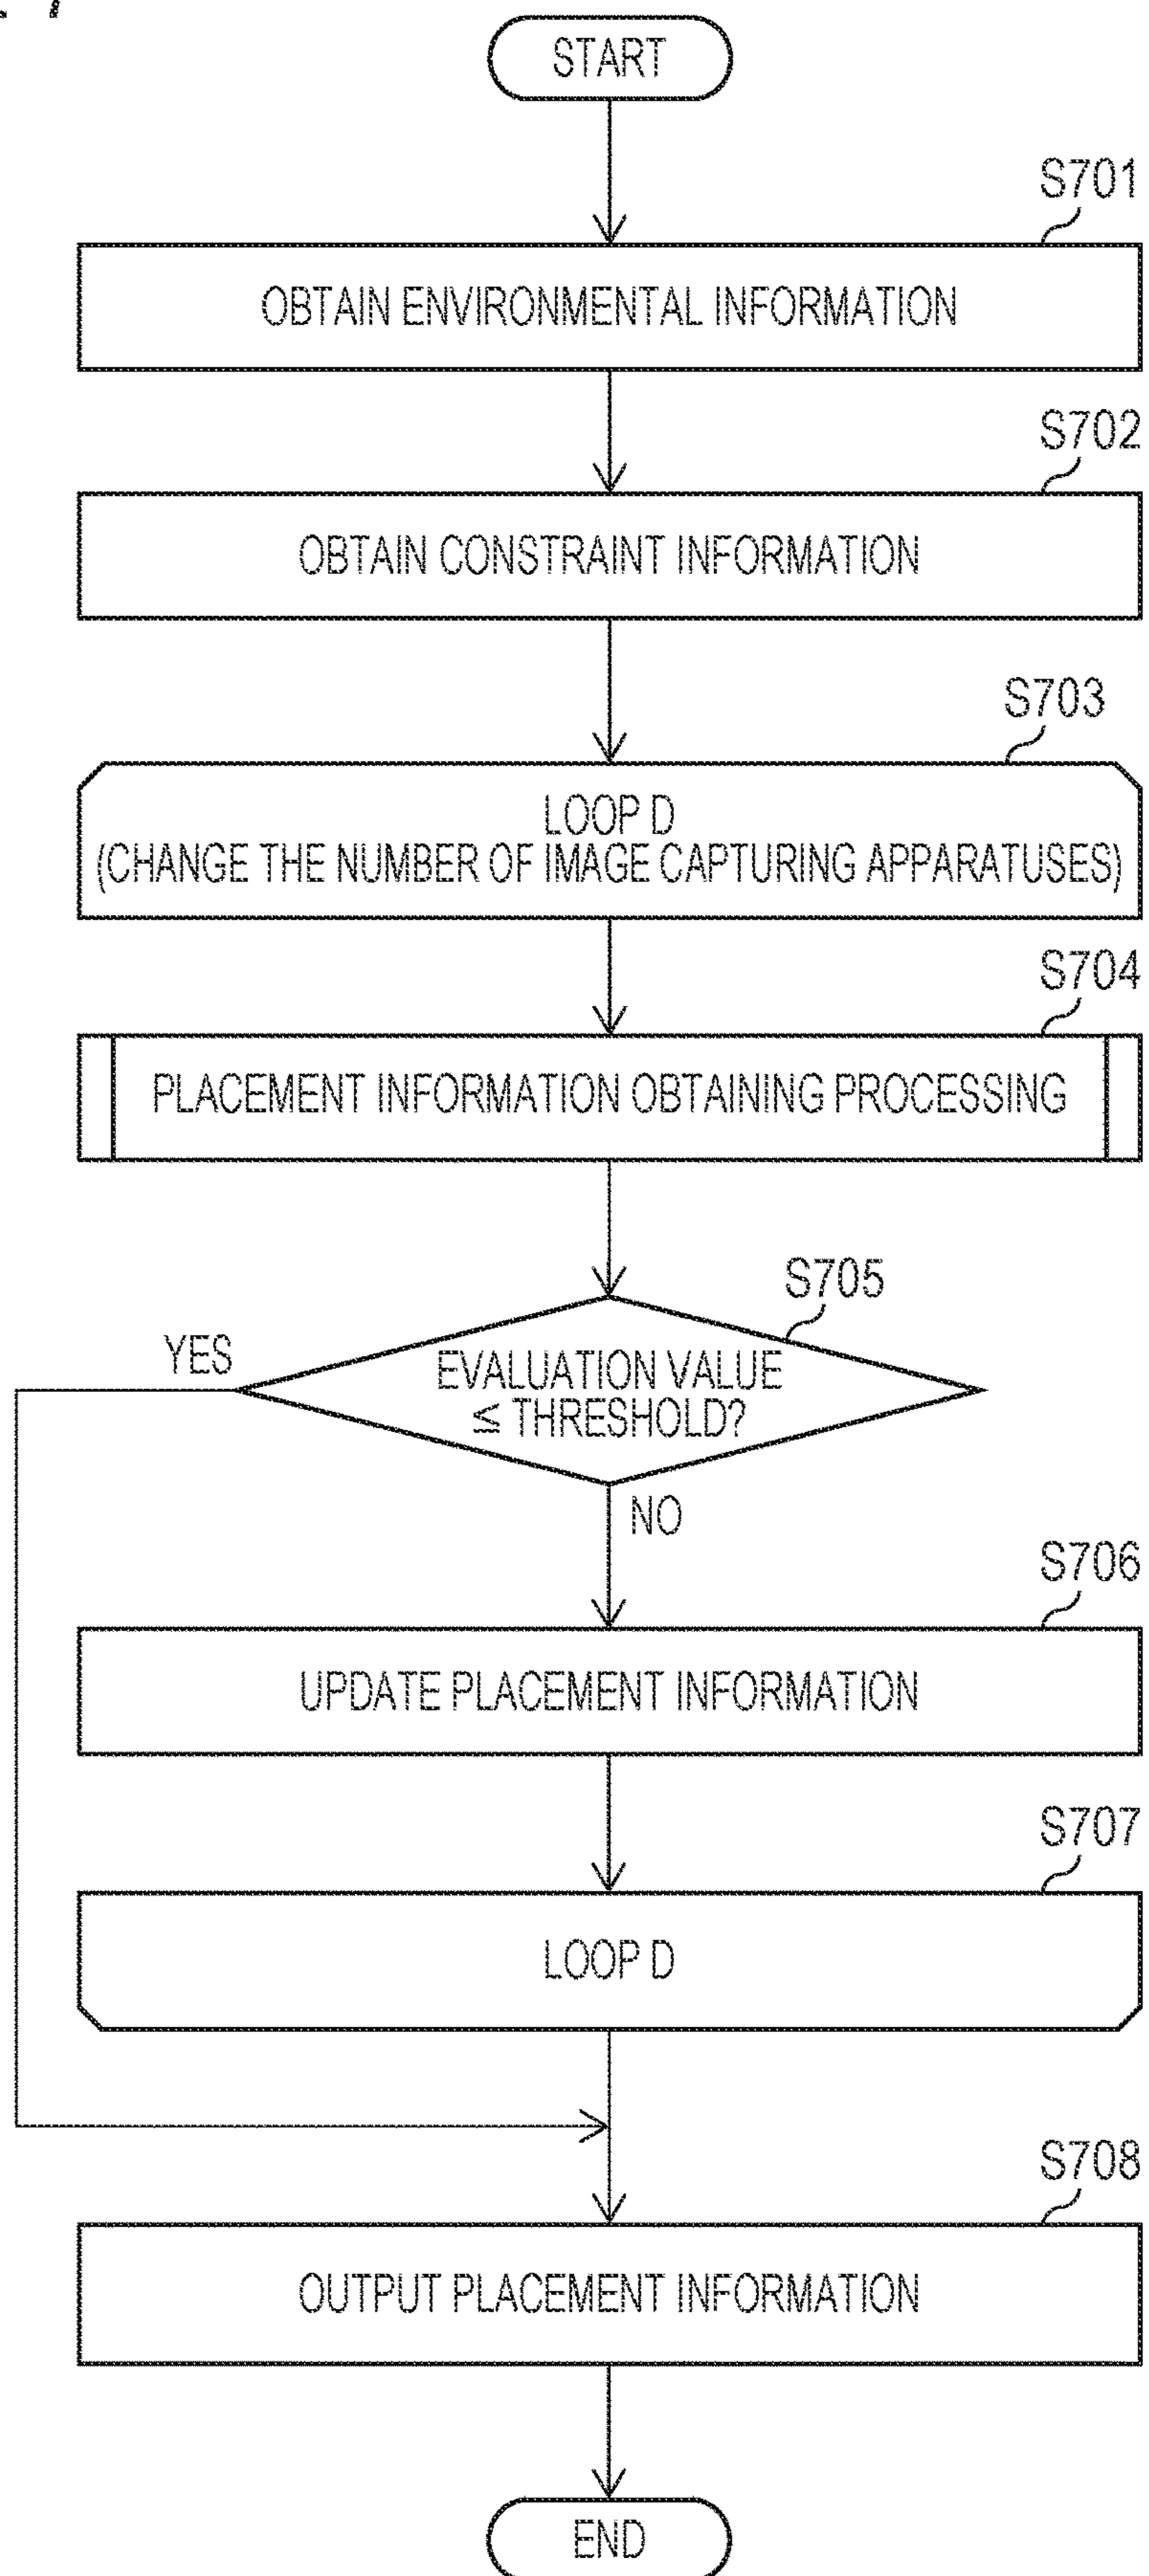 START
S701
OBTAIN ENVIRONMENTAL INFORMATION
S702
OBTAIN CONSTRAINT INFORMATION
S703
LOOP D
(CHANGE THE NUMBER OF IMAGE CAPTURING APPARATUSES)
S704
PLACEMENT INFORMATION OBTAINING PROCESSING
S705
YES
EVALUATION VALUE
≤ THRESHOLD?
NO
S706
UPDATE PLACEMENT INFORMATION
S707
LOOP D
S708
OUTPUT PLACEMENT INFORMATION
END